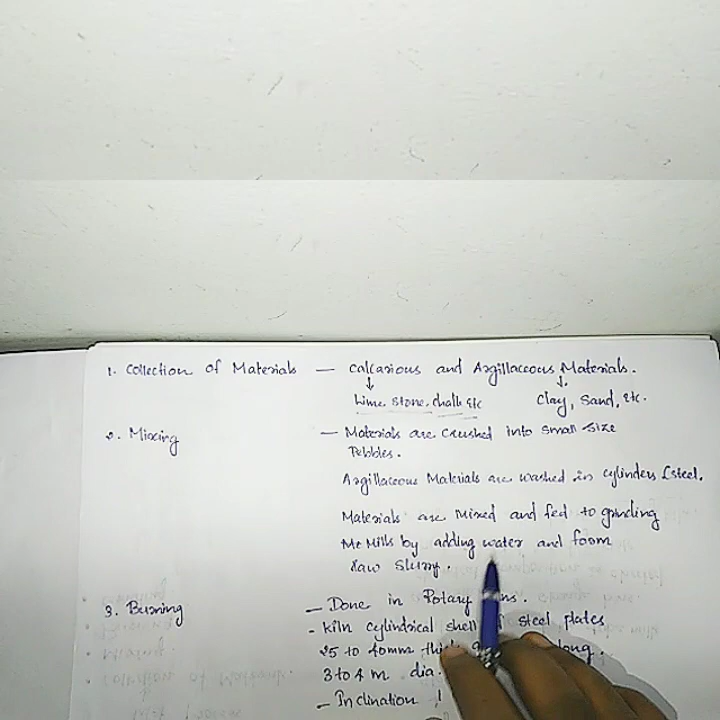 1. Collection of Materials — Calcarious and Argillaceous Materials.
Lime stone, chalk etc Clay, Sand, etc.
2. Mixing — Materials are Crushed into Small size
Pebbles.
Argillaceous Materials are washed in cylinders steel.
Materials are Mixed and fed to grinding
Mills by adding water and form
raw Slurry.
3. Burning — Done in Rotary
- Kiln cylindrical shell of steel plates
25 to 40mm long.
3 to 4 m dia.
- Inclination